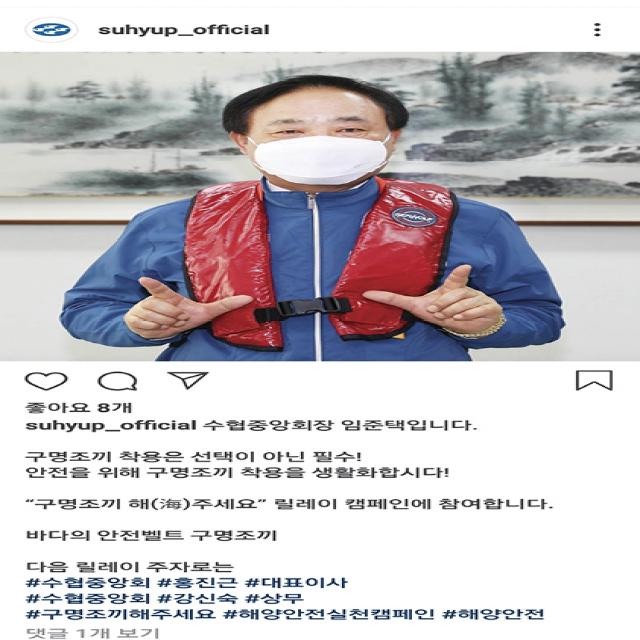 suhyup_official
좋아요 8개
suhyup_official 수협중앙회장 임준택입니다.
구명조끼 착용은 선택이 아닌 필수!
안전을 위해 구명조끼 착용을 생활화합시다!
“구명조끼 해(海)주세요” 릴레이 캠페인에 참여합니다.
바다의 안전벨트 구명조끼
다음 릴레이 주자로는
#수협중앙회 #홍진근 #대표이사
#수협중앙회 #강신숙 #상무
#구명조끼해주세요 #해양안전실천캠페인 #해양안전
댓글 1개 보기